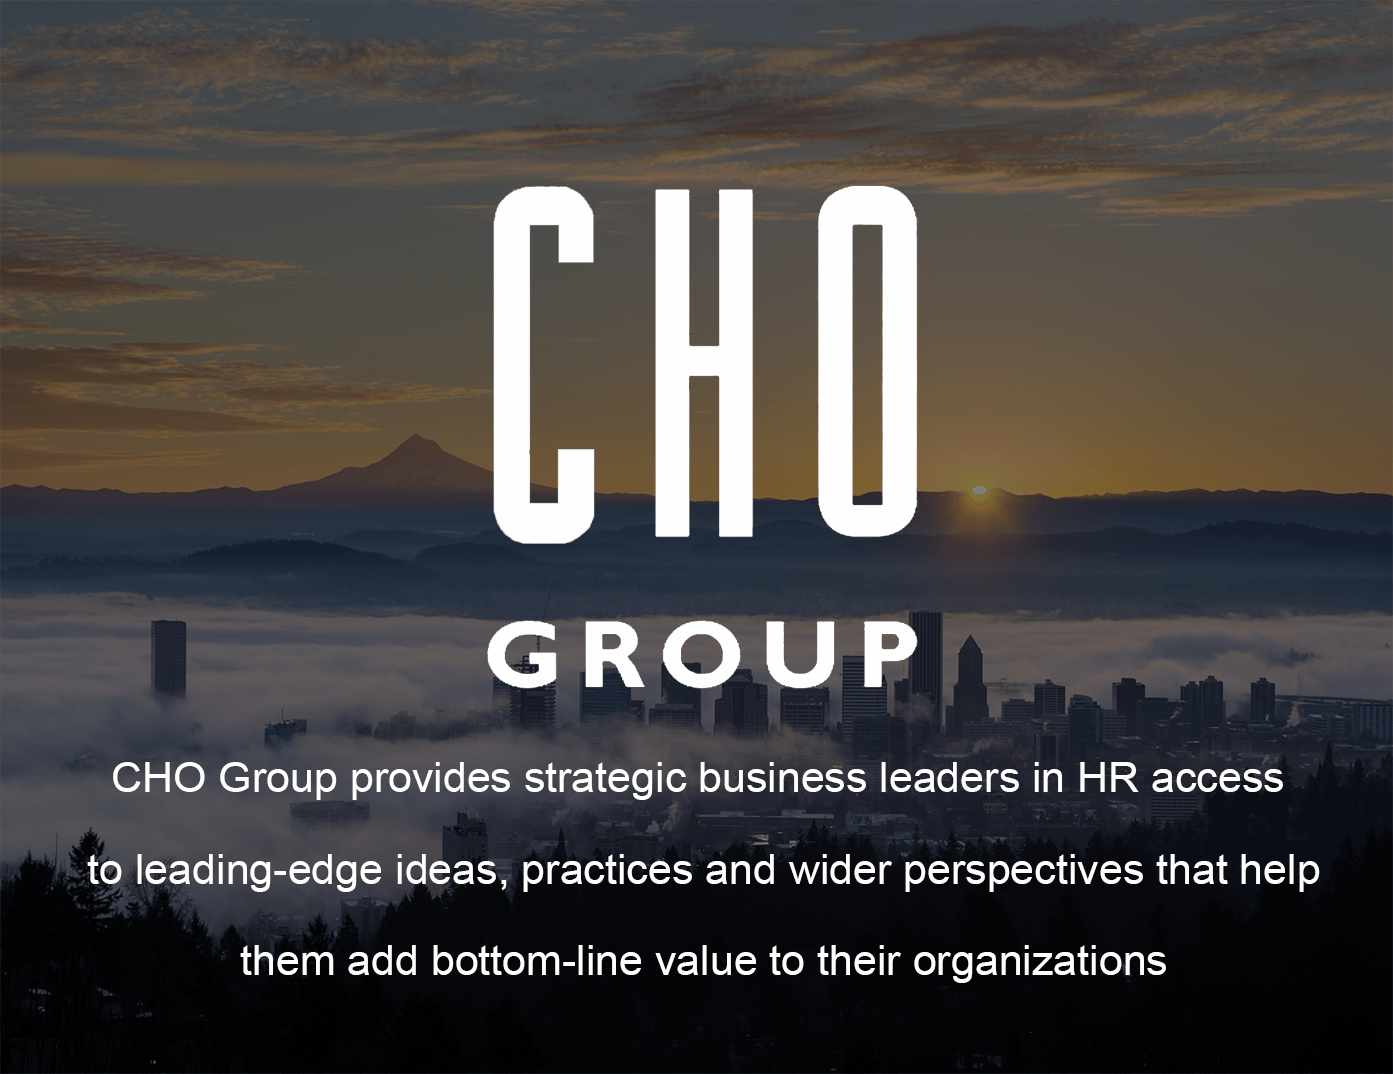 CHO
GROUP
CHO Group provides strategic business leaders in HR access
to leading-edge ideas, practices and wider perspectives that help
them add bottom-line value to their organizations